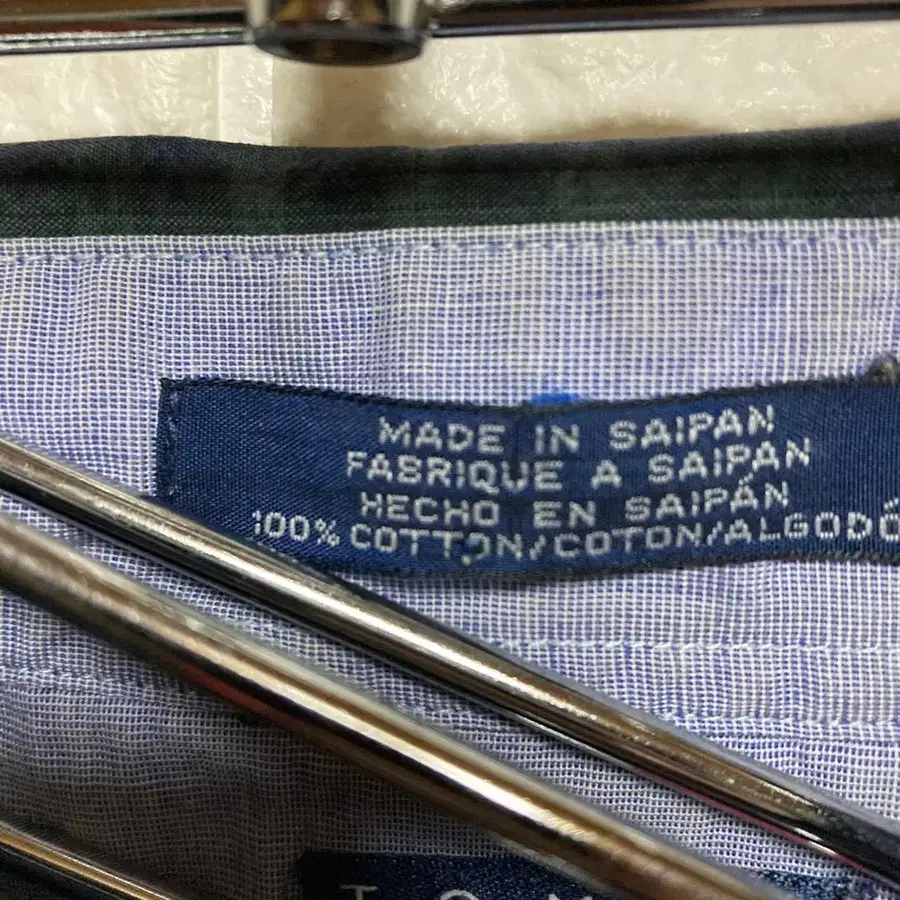 MADE IN SAIPAN
FABRIQUE A SAIPAN
HECHO EN SAIPÁN
100% COTTON/COTON/ALGODÓ